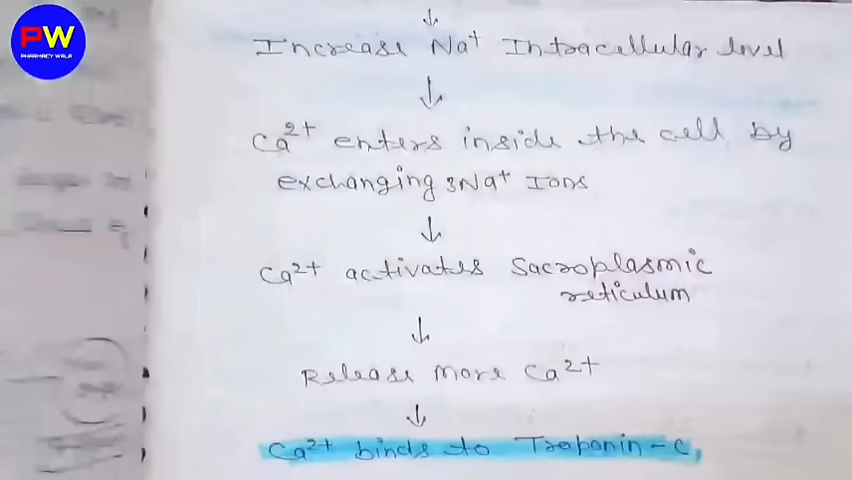 PW
PHARMACY WALA
↓
Increase Na⁺ Intracellular level
↓
Ca²⁺ enters inside the cell by
exchanging 3Na⁺ Ions
↓
Ca²⁺ activates Sacroplasmic
reticulum
↓
Release more Ca²⁺
↓
Ca²⁺ binds to Troponin-C,